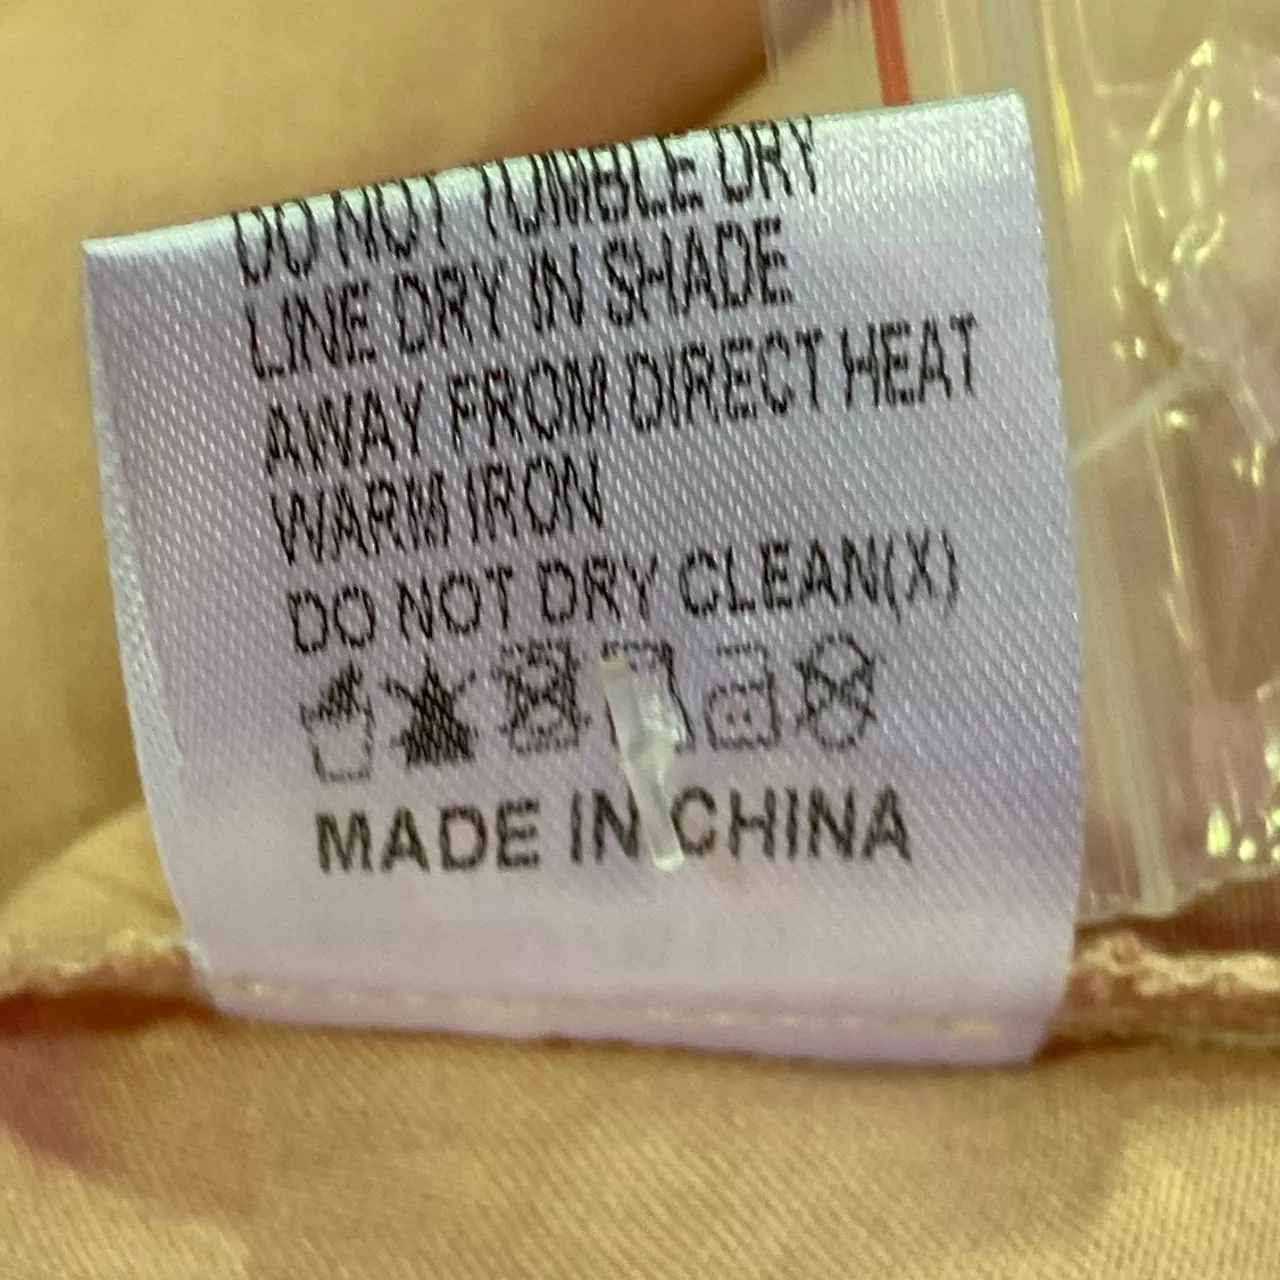 DO NOT TUMBLE DRY
LINE DRY IN SHADE
AWAY FROM DIRECT HEAT
WARM IRON
DO NOT DRY CLEAN(X)
MADE IN CHINA